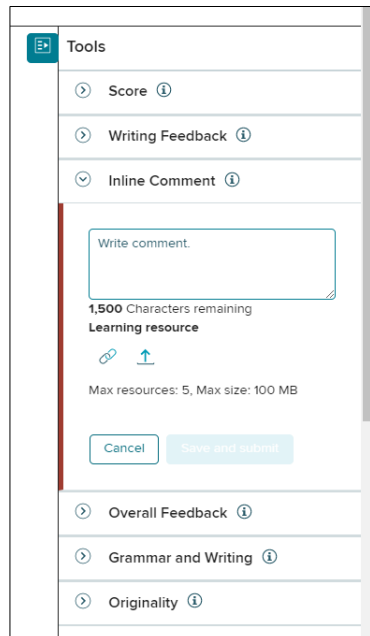 Tools
Score
Writing Feedback
Inline Comment
Write comment.
1,500 Characters remaining
Learning resource
Max resources: 5, Max size: 100 MB
Cancel Save and submit
Overall Feedback
Grammar and Writing
Originality